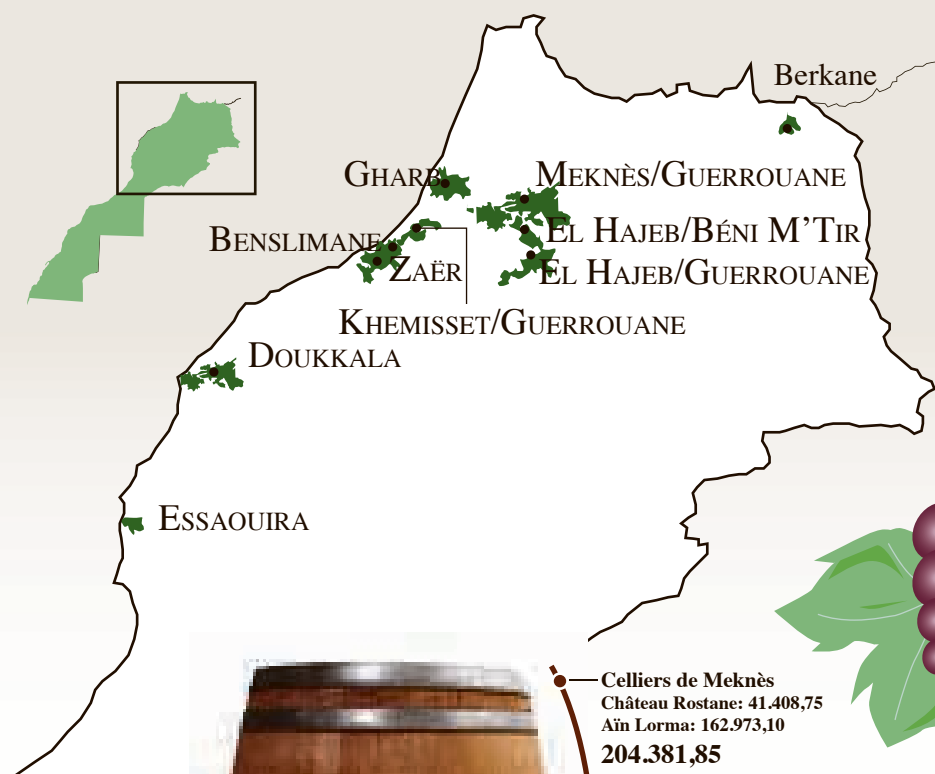 Berkane
Gharb
Meknès/Guerrouane
Benslimane
El Hajeb/Béni M'Tir
Zaër
El Hajeb/Guerrouane
Khemisset/Guerrouane
Doukkala
Essaouira
Celliers de Meknès
Château Rostane: 41.408,75
Aïn Lorma: 162.973,10
204.381,85